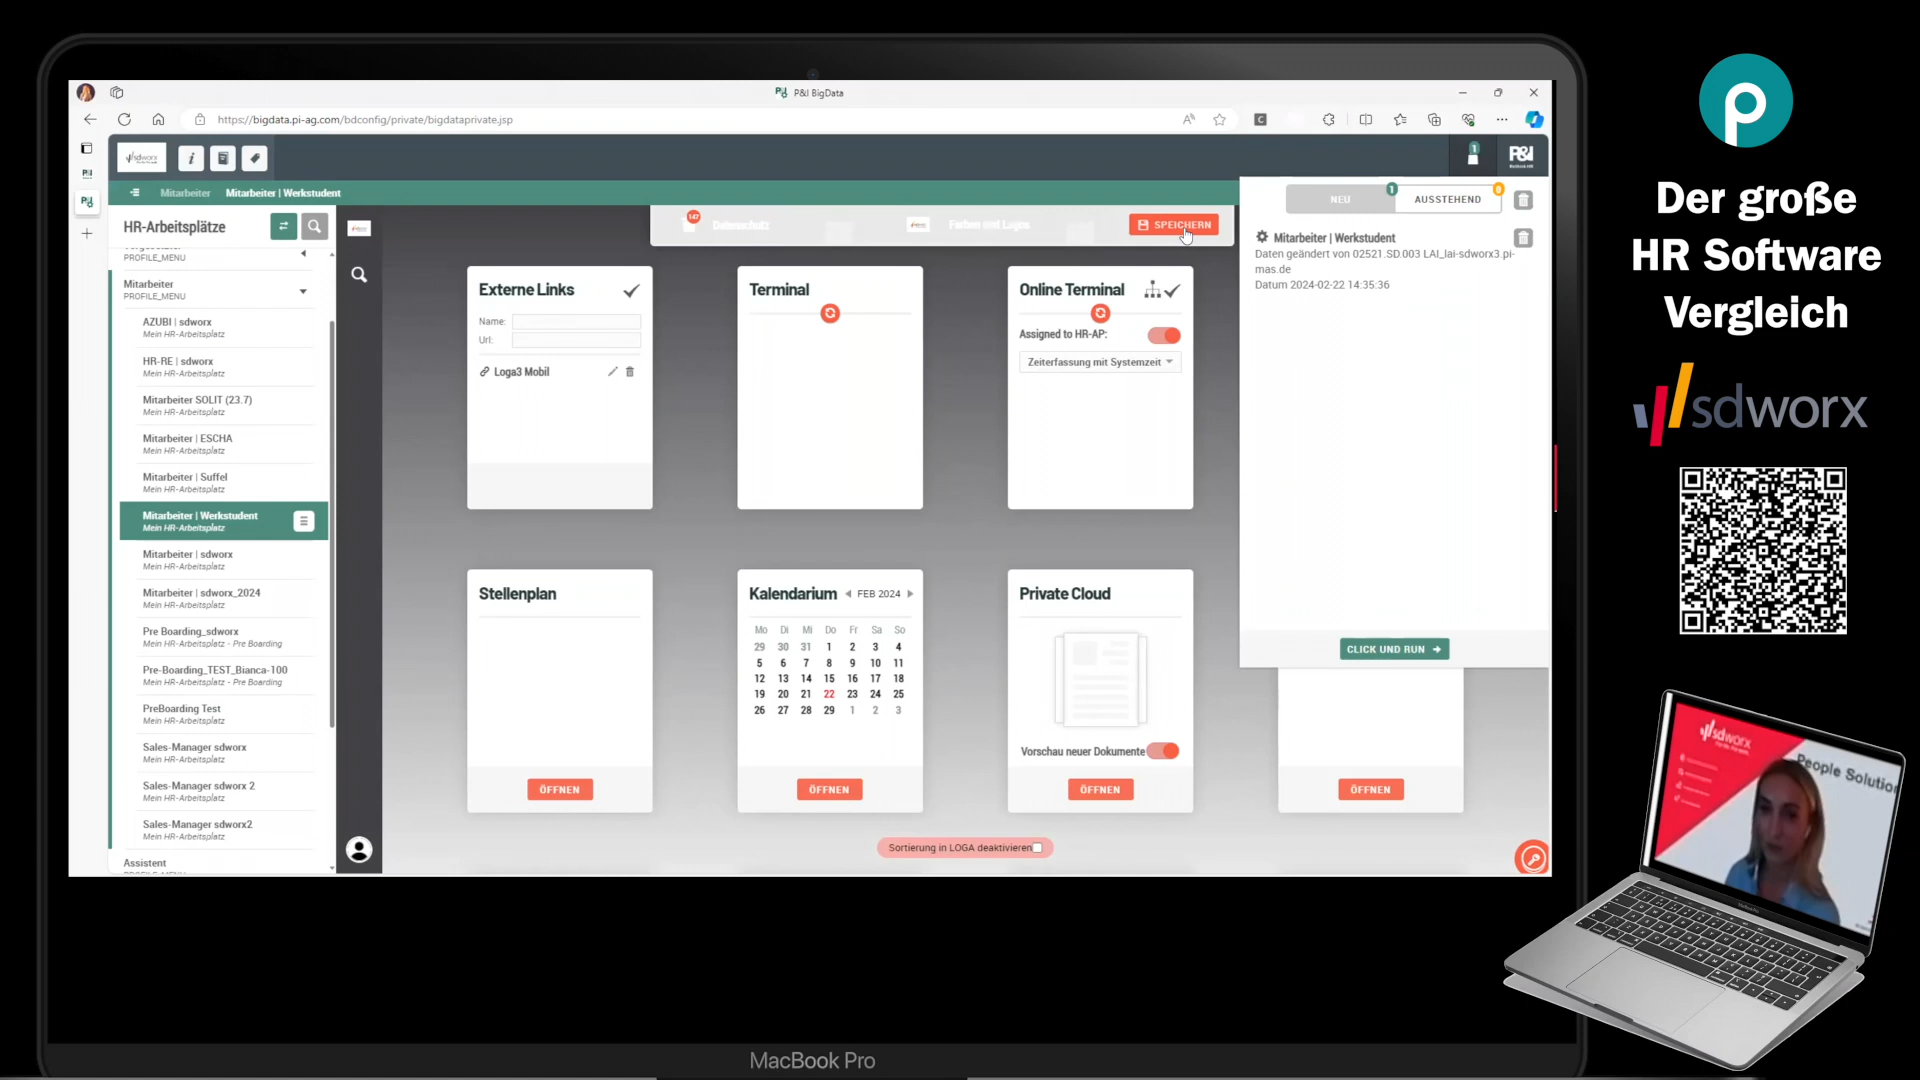 P&I BigData
https://bigdata.pi-ag.com/bdconfig/private/bigdataprivate.jsp
sdworx
P&I
1
Mitarbeiter
Mitarbeiter | Werkstudent
HR-Arbeitsplätze
PROFILE_MENU
Mitarbeiter
PROFILE_MENU
AZUBI | sdworx
Mein HR-Arbeitsplatz
HR-RE | sdworx
Mein HR-Arbeitsplatz
Mitarbeiter SOLIT (23.7)
Mein HR-Arbeitsplatz
Mitarbeiter | ESCHA
Mein HR-Arbeitsplatz
Mitarbeiter | Suffel
Mein HR-Arbeitsplatz
Mitarbeiter | Werkstudent
Mein HR-Arbeitsplatz
Mitarbeiter | sdworx
Mein HR-Arbeitsplatz
Mitarbeiter | sdworx_2024
Mein HR-Arbeitsplatz
Pre Boarding_sdworx
Mein HR-Arbeitsplatz - Pre Boarding
Pre-Boarding_TEST_Bianca-100
Mein HR-Arbeitsplatz - Pre Boarding
PreBoarding Test
Mein HR-Arbeitsplatz
Sales-Manager sdworx
Mein HR-Arbeitsplatz
Sales-Manager sdworx 2
Mein HR-Arbeitsplatz
Sales-Manager sdworx2
Mein HR-Arbeitsplatz
Assistent
147
Datenschutz
Farben und Logos
SPEICHERN
Externe Links
Name:
Url:
Loga3 Mobil
Terminal
Online Terminal
Assigned to HR-AP:
Zeiterfassung mit Systemzeit
Stellenplan
ÖFFNEN
Kalendarium
FEB 2024
Mo Di Mi Do Fr Sa So
29 30 31 1 2 3 4
5 6 7 8 9 10 11
12 13 14 15 16 17 18
19 20 21 22 23 24 25
26 27 28 29 1 2 3
ÖFFNEN
Private Cloud
Vorschau neuer Dokumente
ÖFFNEN
ÖFFNEN
Sortierung in LOGA deaktivieren
NEU
1
AUSSTEHEND
0
Mitarbeiter | Werkstudent
Daten geändert von 02521.SD.003 LAI_lai-sdworx3.pi-
mas.de
Datum 2024-02-22 14:35:36
CLICK UND RUN
MacBook Pro
p
Der große
HR Software
Vergleich
sdworx
sdworx
People Solutio